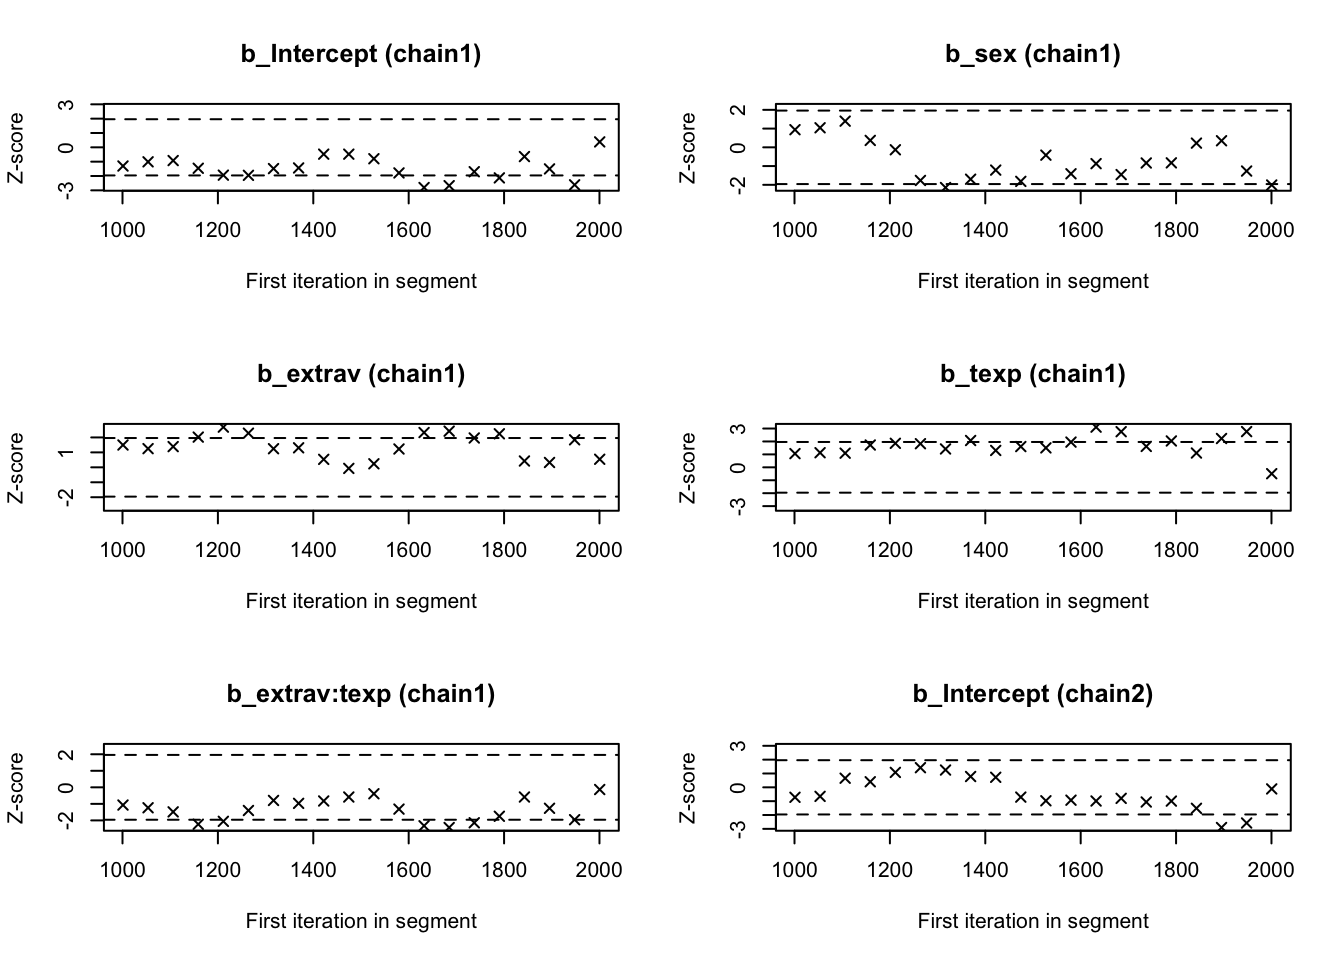 b_Intercept (chain1)
Z-score
3
0
-3
1000 1200 1400 1600 1800 2000
First iteration in segment
b_sex (chain1)
Z-score
2
0
-2
1000 1200 1400 1600 1800 2000
First iteration in segment
b_extrav (chain1)
Z-score
1
-2
1000 1200 1400 1600 1800 2000
First iteration in segment
b_texp (chain1)
Z-score
3
0
-3
1000 1200 1400 1600 1800 2000
First iteration in segment
b_extrav:texp (chain1)
Z-score
2
0
-2
1000 1200 1400 1600 1800 2000
First iteration in segment
b_Intercept (chain2)
Z-score
3
0
-3
1000 1200 1400 1600 1800 2000
First iteration in segment